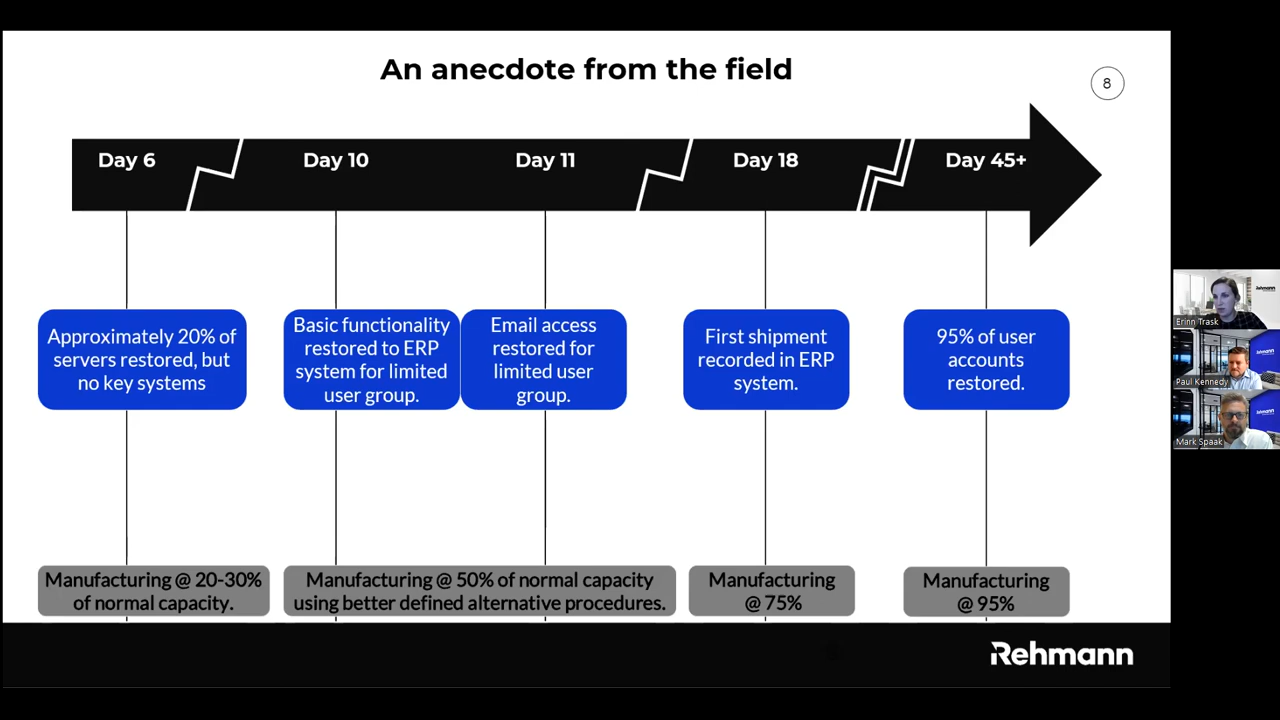 An anecdote from the field
8
Day 6
Day 10
Day 11
Day 18
Day 45+
Approximately 20% of
servers restored, but
no key systems
Basic functionality
restored to ERP
system for limited
user group.
Email access
restored for
limited user
group.
First shipment
recorded in ERP
system.
95% of user
accounts
restored.
Manufacturing @ 20-30%
of normal capacity.
Manufacturing @ 50% of normal capacity
using better defined alternative procedures.
Manufacturing
@ 75%
Manufacturing
@ 95%
Rehmann
Rehmann
Erinn Trask
Rehmann
Paul Kennedy
Rehmann
Mark Spaak